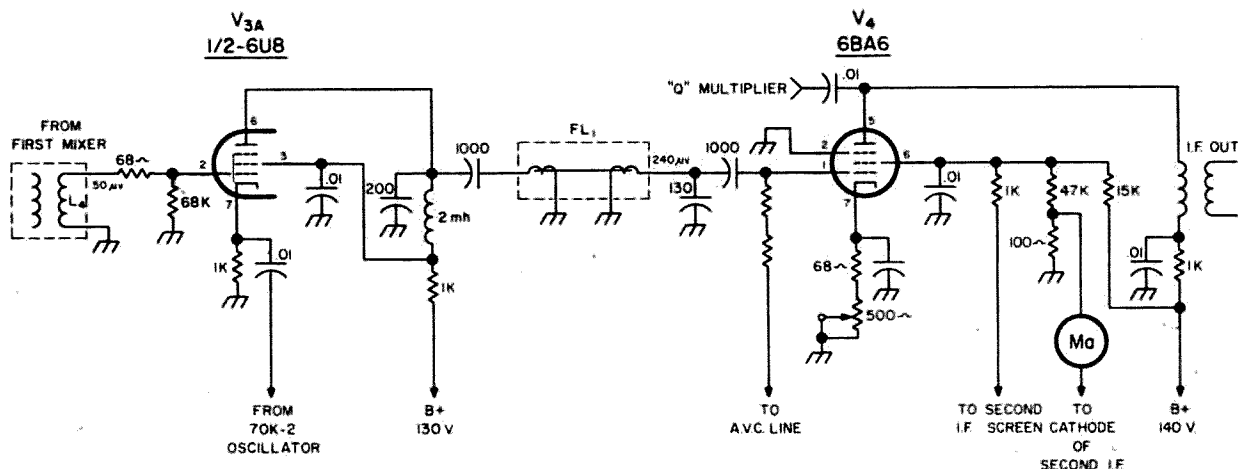 V3A
1/2-6U8
V4
6BA6
"Q" MULTIPLIER
.01
6
5
FROM
FIRST MIXER
68~
2
3
50 µv
L4
68K
7
.01
1K
.01
200
1000
2mh
1K
FL1
240µv
1000
130
2
1
6
7
.01
68~
500~
1K
47K
15K
100~
Ma
I.F. OUT
.01
1K
FROM
70K-2
OSCILLATOR
B+
130 V.
TO
A.V.C. LINE
TO SECOND
I.F. SCREEN
TO
CATHODE
OF
SECOND I.F.
B+
140 V.